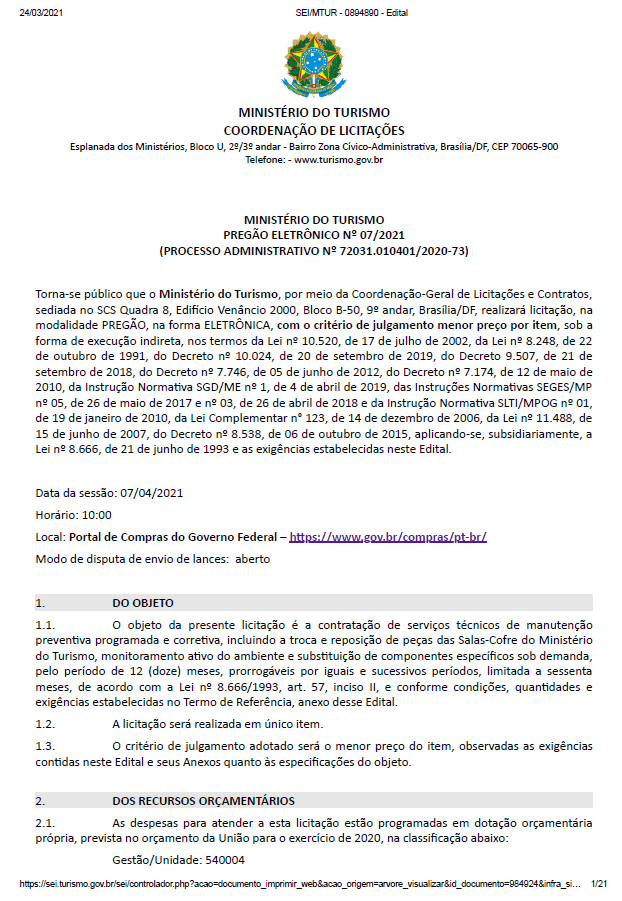 24/03/2021 SEI/MTUR - 0894890 - Edital
MINISTÉRIO DO TURISMO
COORDENAÇÃO DE LICITAÇÕES
Esplanada dos Ministérios, Bloco U, 2º/3º andar - Bairro Zona Cívico-Administrativa, Brasília/DF, CEP 70065-900
Telefone: - www.turismo.gov.br
MINISTÉRIO DO TURISMO
PREGÃO ELETRÔNICO Nº 07/2021
(PROCESSO ADMINISTRATIVO Nº 72031.010401/2020-73)
Torna-se público que o Ministério do Turismo, por meio da Coordenação-Geral de Licitações e Contratos,
sediada no SCS Quadra 8, Edifício Venâncio 2000, Bloco B-50, 9º andar, Brasília/DF, realizará licitação, na
modalidade PREGÃO, na forma ELETRÔNICA, com o critério de julgamento menor preço por item, sob a
forma de execução indireta, nos termos da Lei nº 10.520, de 17 de julho de 2002, da Lei nº 8.248, de 22
de outubro de 1991, do Decreto nº 10.024, de 20 de setembro de 2019, do Decreto 9.507, de 21 de
setembro de 2018, do Decreto nº 7.746, de 05 de junho de 2012, do Decreto nº 7.174, de 12 de maio
de 2010, da Instrução Normativa SGD/ME nº 1, de 4 de abril de 2019, das Instruções Normativas SEGES/MP
nº 05, de 26 de maio de 2017 e nº 03, de 26 de abril de 2018 e da Instrução Normativa SLTI/MPOG nº 01,
de 19 de janeiro de 2010, da Lei Complementar n° 123, de 14 de dezembro de 2006, da Lei nº 11.488, de
15 de junho de 2007, do Decreto nº 8.538, de 06 de outubro de 2015, aplicando-se, subsidiariamente, a
Lei nº 8.666, de 21 de junho de 1993 e as exigências estabelecidas neste Edital.
Data da sessão: 07/04/2021
Horário: 10:00
Local: Portal de Compras do Governo Federal – https://www.gov.br/compras/pt-br/
Modo de disputa de envio de lances: aberto
1. DO OBJETO
1.1. O objeto da presente licitação é a contratação de serviços técnicos de manutenção
preventiva programada e corretiva, incluindo a troca e reposição de peças das Salas-Cofre do Ministério
do Turismo, monitoramento ativo do ambiente e substituição de componentes específicos sob demanda,
pelo período de 12 (doze) meses, prorrogáveis por iguais e sucessivos períodos, limitada a sessenta
meses, de acordo com a Lei nº 8.666/1993, art. 57, inciso II, e conforme condições, quantidades e
exigências estabelecidas no Termo de Referência, anexo desse Edital.
1.2. A licitação será realizada em único item.
1.3. O critério de julgamento adotado será o menor preço do item, observadas as exigências
contidas neste Edital e seus Anexos quanto às especificações do objeto.
2. DOS RECURSOS ORÇAMENTÁRIOS
2.1. As despesas para atender a esta licitação estão programadas em dotação orçamentária
própria, prevista no orçamento da União para o exercício de 2020, na classificação abaixo:
Gestão/Unidade: 540004
https://sei.turismo.gov.br/sei/controlador.php?acao=documento_imprimir_web&acao_origem=arvore_visualizar&id_documento=984924&infra_si… 1/21